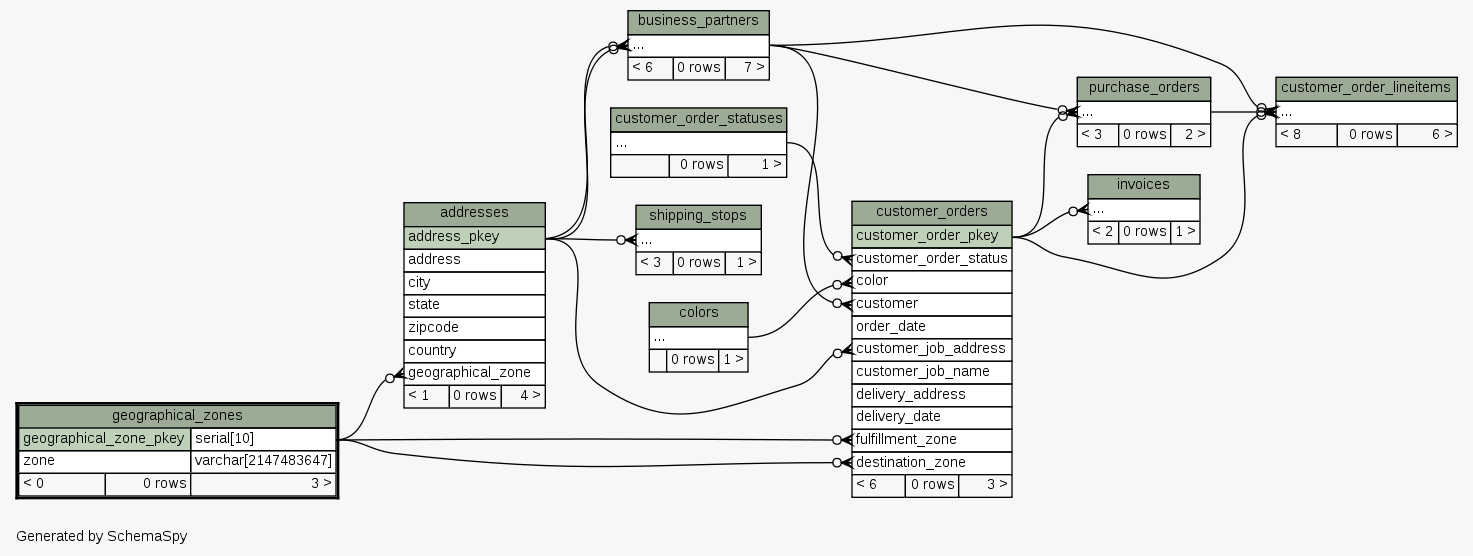 business_partners
...
< 6 0 rows 7 >
purchase_orders
...
< 3 0 rows 2 >
customer_order_lineitems
...
< 8 0 rows 6 >
customer_order_statuses
...
0 rows 1 >
invoices
...
< 2 0 rows 1 >
addresses
address_pkey
address
city
state
zipcode
country
geographical_zone
< 1 0 rows 4 >
shipping_stops
...
< 3 0 rows 1 >
customer_orders
customer_order_pkey
customer_order_status
color
customer
order_date
customer_job_address
customer_job_name
delivery_address
delivery_date
fulfillment_zone
destination_zone
< 6 0 rows 3 >
colors
...
0 rows 1 >
geographical_zones
geographical_zone_pkey serial[10]
zone varchar[2147483647]
< 0 0 rows 3 >
Generated by SchemaSpy